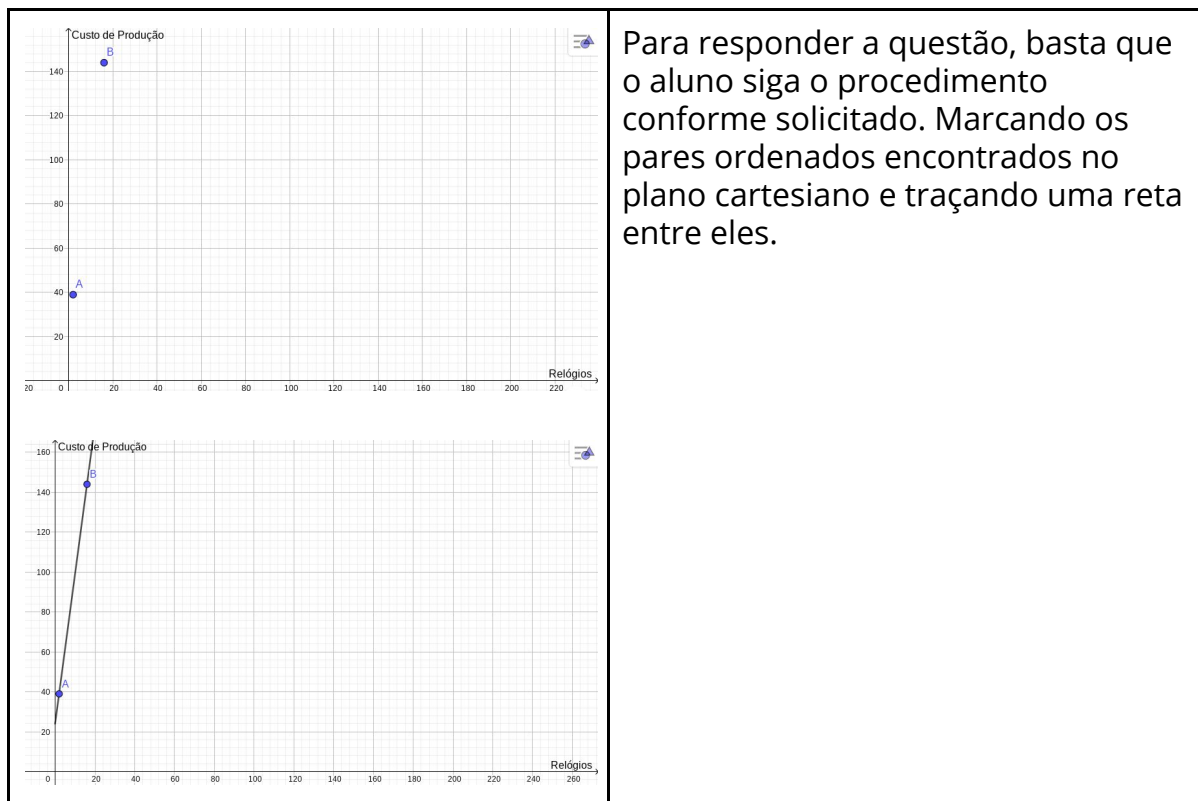 Custo de Produção
B
140
120
100
80
60
A
40
20
Relógios
20 0 20 40 60 80 100 120 140 160 180 200 220
Custo de Produção
160
B
140
120
100
80
60
A
40
20
Relógios
0 20 40 60 80 100 120 140 160 180 200 220 240 260
Para responder a questão, basta que
o aluno siga o procedimento
conforme solicitado. Marcando os
pares ordenados encontrados no
plano cartesiano e traçando uma reta
entre eles.